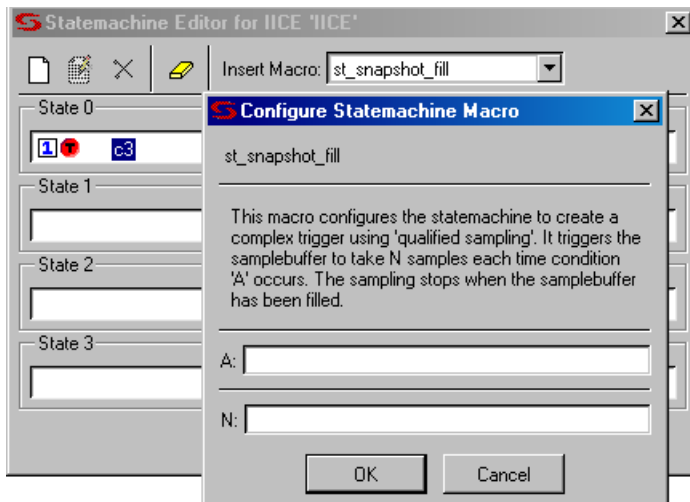 Statemachine Editor for IICE 'IICE'
Insert Macro: st_snapshot_fill
State 0
1 T c3
Configure Statemachine Macro
st_snapshot_fill
State 1
This macro configures the statemachine to create a
complex trigger using 'qualified sampling'. It triggers the
samplebuffer to take N samples each time condition
'A' occurs. The sampling stops when the samplebuffer
has been filled.
State 2
State 3
A:
N:
OK Cancel